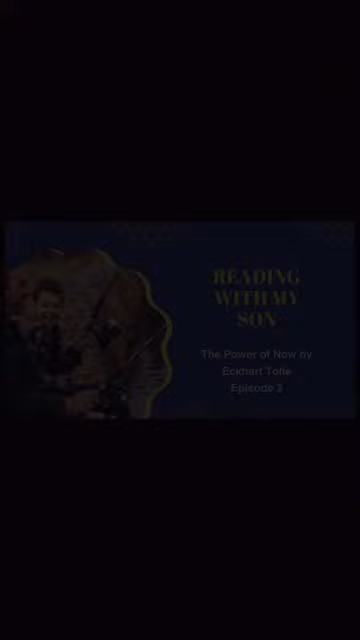 READING
WITH MY
SON
The Power of Now by
Eckhart Tolle
Episode 3